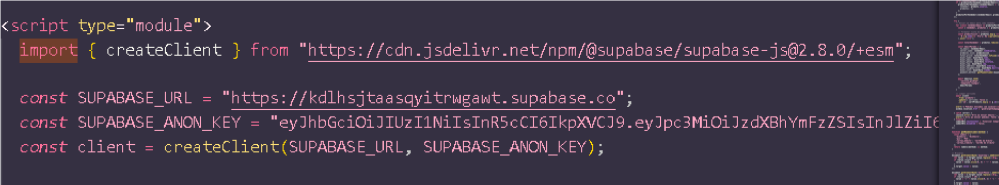 <script type="module">
import { createClient } from "https://cdn.jsdelivr.net/npm/@supabase/supabase-js@2.8.0/+esm";
const SUPABASE_URL = "https://kdlhsjtaasqyitrwgawt.supabase.co";
const SUPABASE_ANON_KEY = "eyJhbGciOiJIUzI1NiIsInR5cCI6IkpXVCJ9.eyJpc3MiOiJzdXBhYmFzZSIsInJlZiI6
const client = createClient(SUPABASE_URL, SUPABASE_ANON_KEY);